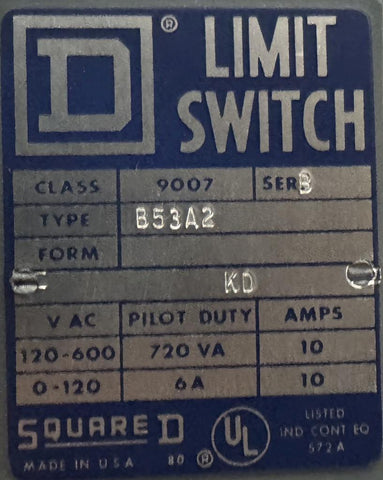 D ® LIMIT
SWITCH
CLASS 9007 SER B
TYPE B53A2
FORM
KD
V AC PILOT DUTY AMPS
120-600 720 VA 10
0-120 6A 10
SQUARE D UL LISTED
IND CONT EQ
572A
MADE IN USA 80 ®